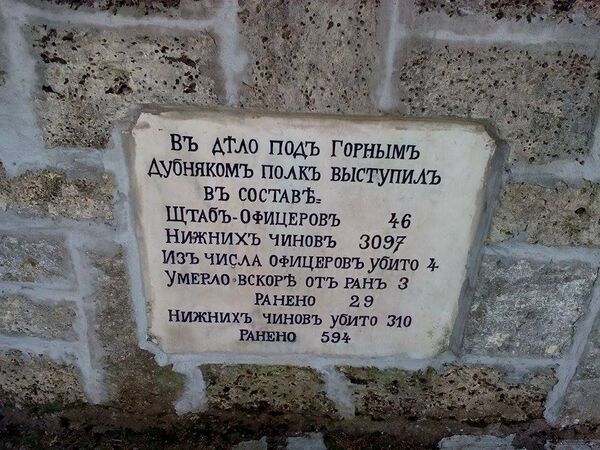 Въ дѣло подъ Горнымъ
Дубнякомъ полкъ выступилъ
въ составѣ=
Щтабъ-офицеровъ 46
Нижнихъ чиновъ 3097
Изъ числа офицеровъ убито 4
Умерло вскорѣ отъ ранъ 3
ранено 29
Нижнихъ чиновъ убито 310
ранено 594